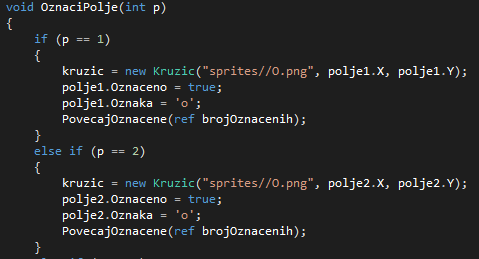 void OznaciPolje(int p)
{
if (p == 1)
{
kruzic = new Kruzic("sprites//O.png", polje1.X, polje1.Y);
polje1.Oznaceno = true;
polje1.Oznaka = 'o';
PovecajOznacene(ref brojOznacenih);
}
else if (p == 2)
{
kruzic = new Kruzic("sprites//O.png", polje2.X, polje2.Y);
polje2.Oznaceno = true;
polje2.Oznaka = 'o';
PovecajOznacene(ref brojOznacenih);
}